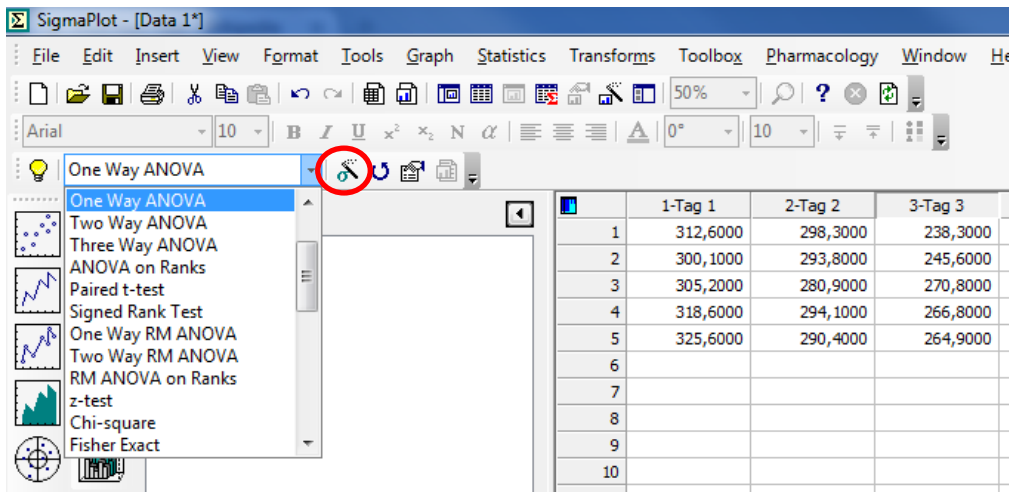 SigmaPlot - [Data 1*]
File Edit Insert View Format Tools Graph Statistics Transforms Toolbox Pharmacology Window He
50% ?
Arial 10 B I U x² x₂ N α A 0° 10
One Way ANOVA
One Way ANOVA
Two Way ANOVA
Three Way ANOVA
ANOVA on Ranks
Paired t-test
Signed Rank Test
One Way RM ANOVA
Two Way RM ANOVA
RM ANOVA on Ranks
z-test
Chi-square
Fisher Exact
1-Tag 1 2-Tag 2 3-Tag 3
1 312,6000 298,3000 238,3000
2 300,1000 293,8000 245,6000
3 305,2000 280,9000 270,8000
4 318,6000 294,1000 266,8000
5 325,6000 290,4000 264,9000
6
7
8
9
10